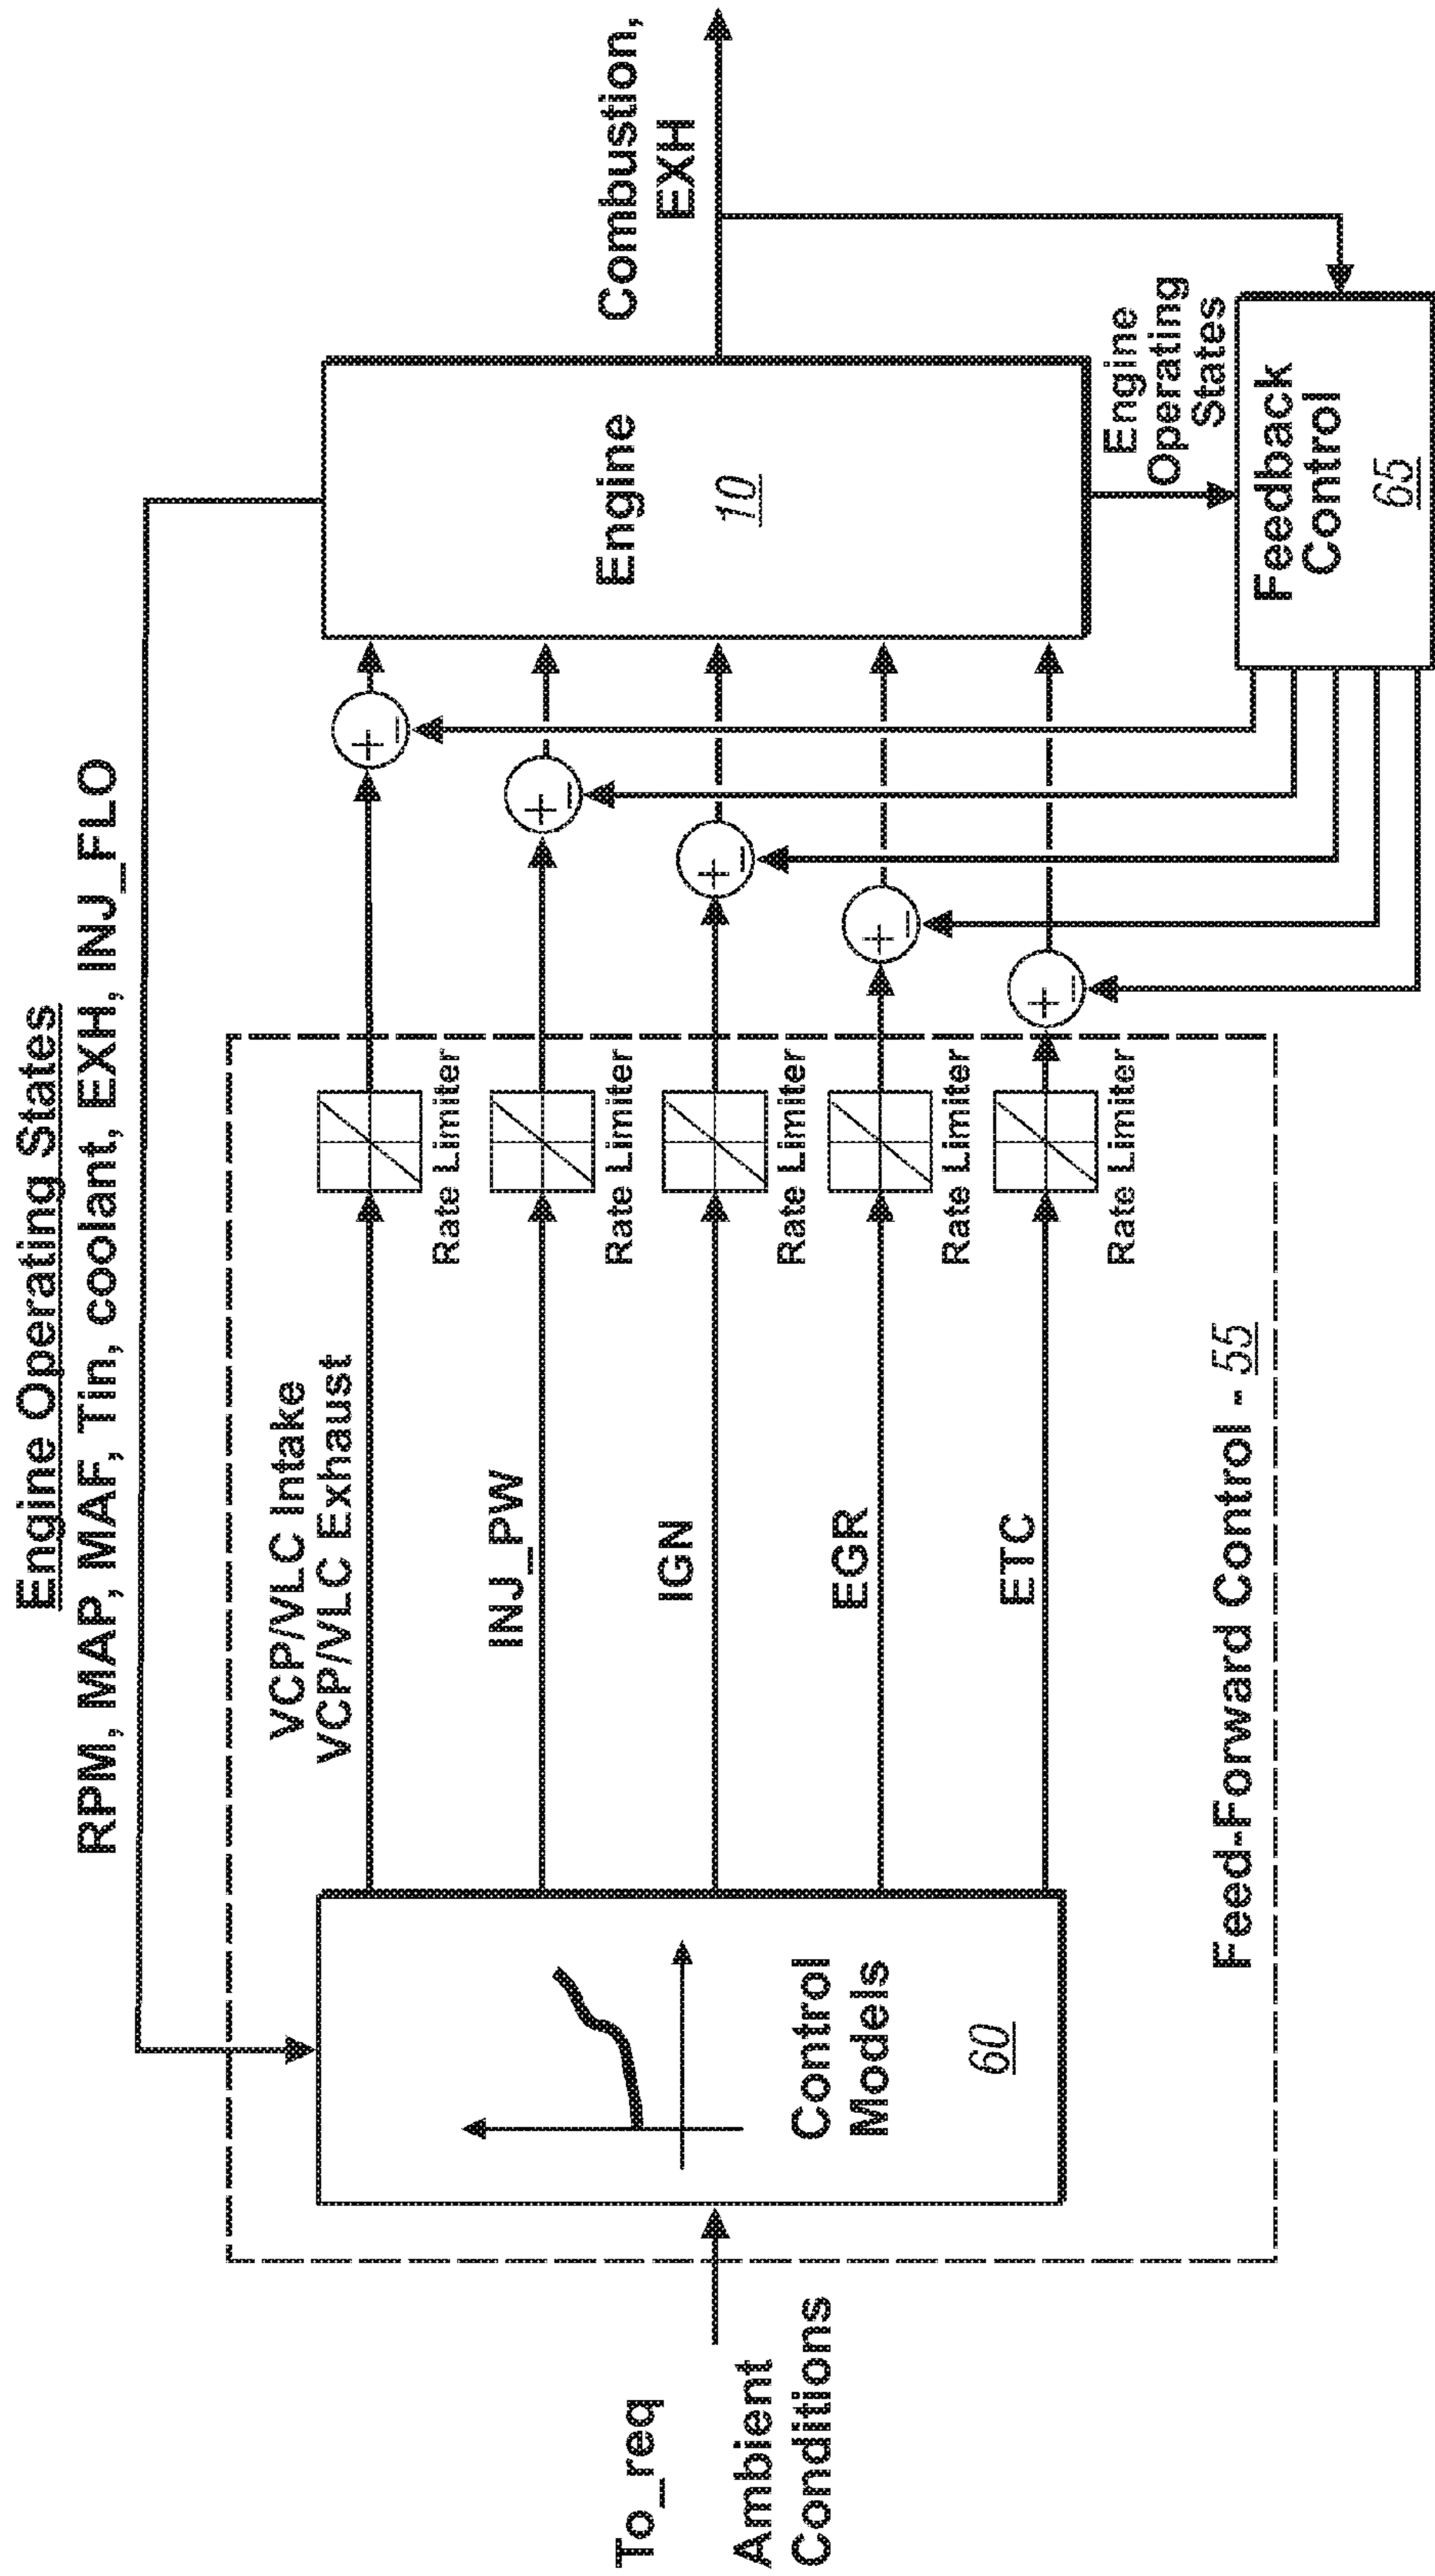 Engine Operating States
RPM, MAP, MAF, Tin, coolant, EXH, INJ_FLO
To_req
Ambient
Conditions
Control
Models
60
VCP/VLC Intake
VCP/VLC Exhaust
INJ_PW
IGN
EGR
ETC
Rate Limiter
Rate Limiter
Rate Limiter
Rate Limiter
Rate Limiter
Feed-Forward Control - 55
+
−
+
−
+
−
+
−
+
−
Engine
10
Combustion,
EXH
Engine
Operating
States
Feedback
Control
65